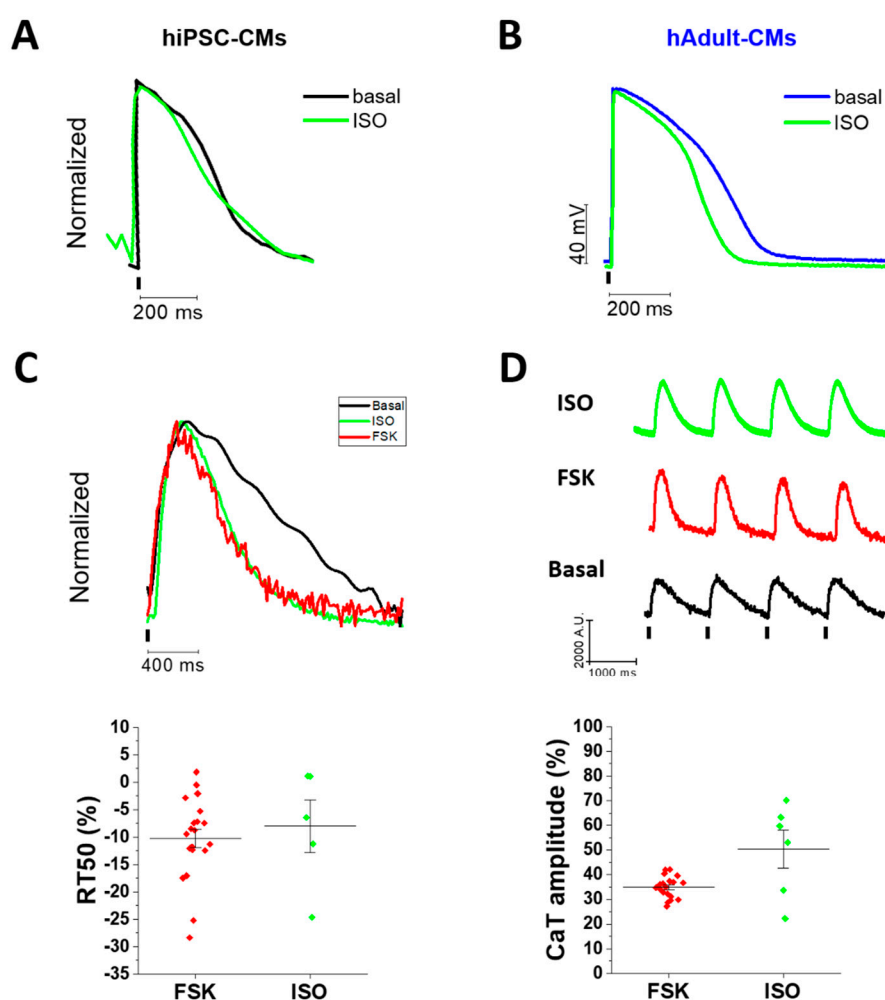 A
hiPSC-CMs
basal
ISO
Normalized
200 ms
B
hAdult-CMs
basal
ISO
40 mV
200 ms
C
Basal
ISO
FSK
Normalized
400 ms
D
ISO
FSK
Basal
2000 A.U.
1000 ms
10
5
0
-5
-10
-15
-20
-25
-30
-35
RT50 (%)
FSK ISO
100
90
80
70
60
50
40
30
20
10
0
CaT amplitude (%)
FSK ISO